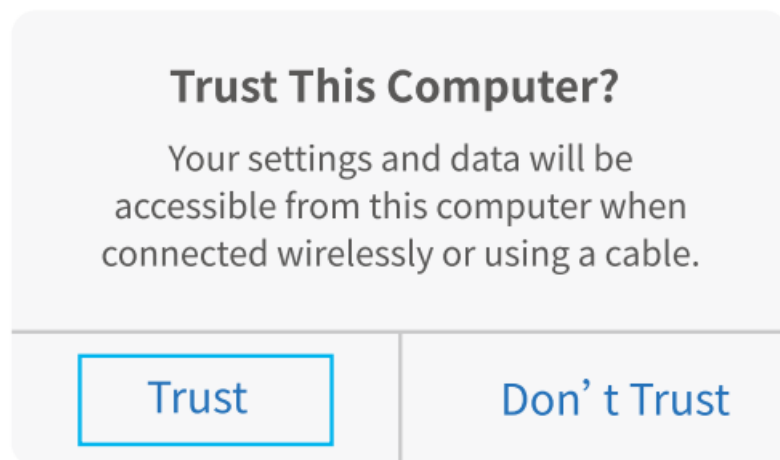 Trust This Computer?
Your settings and data will be
accessible from this computer when
connected wirelessly or using a cable.
Trust
Don’ t Trust